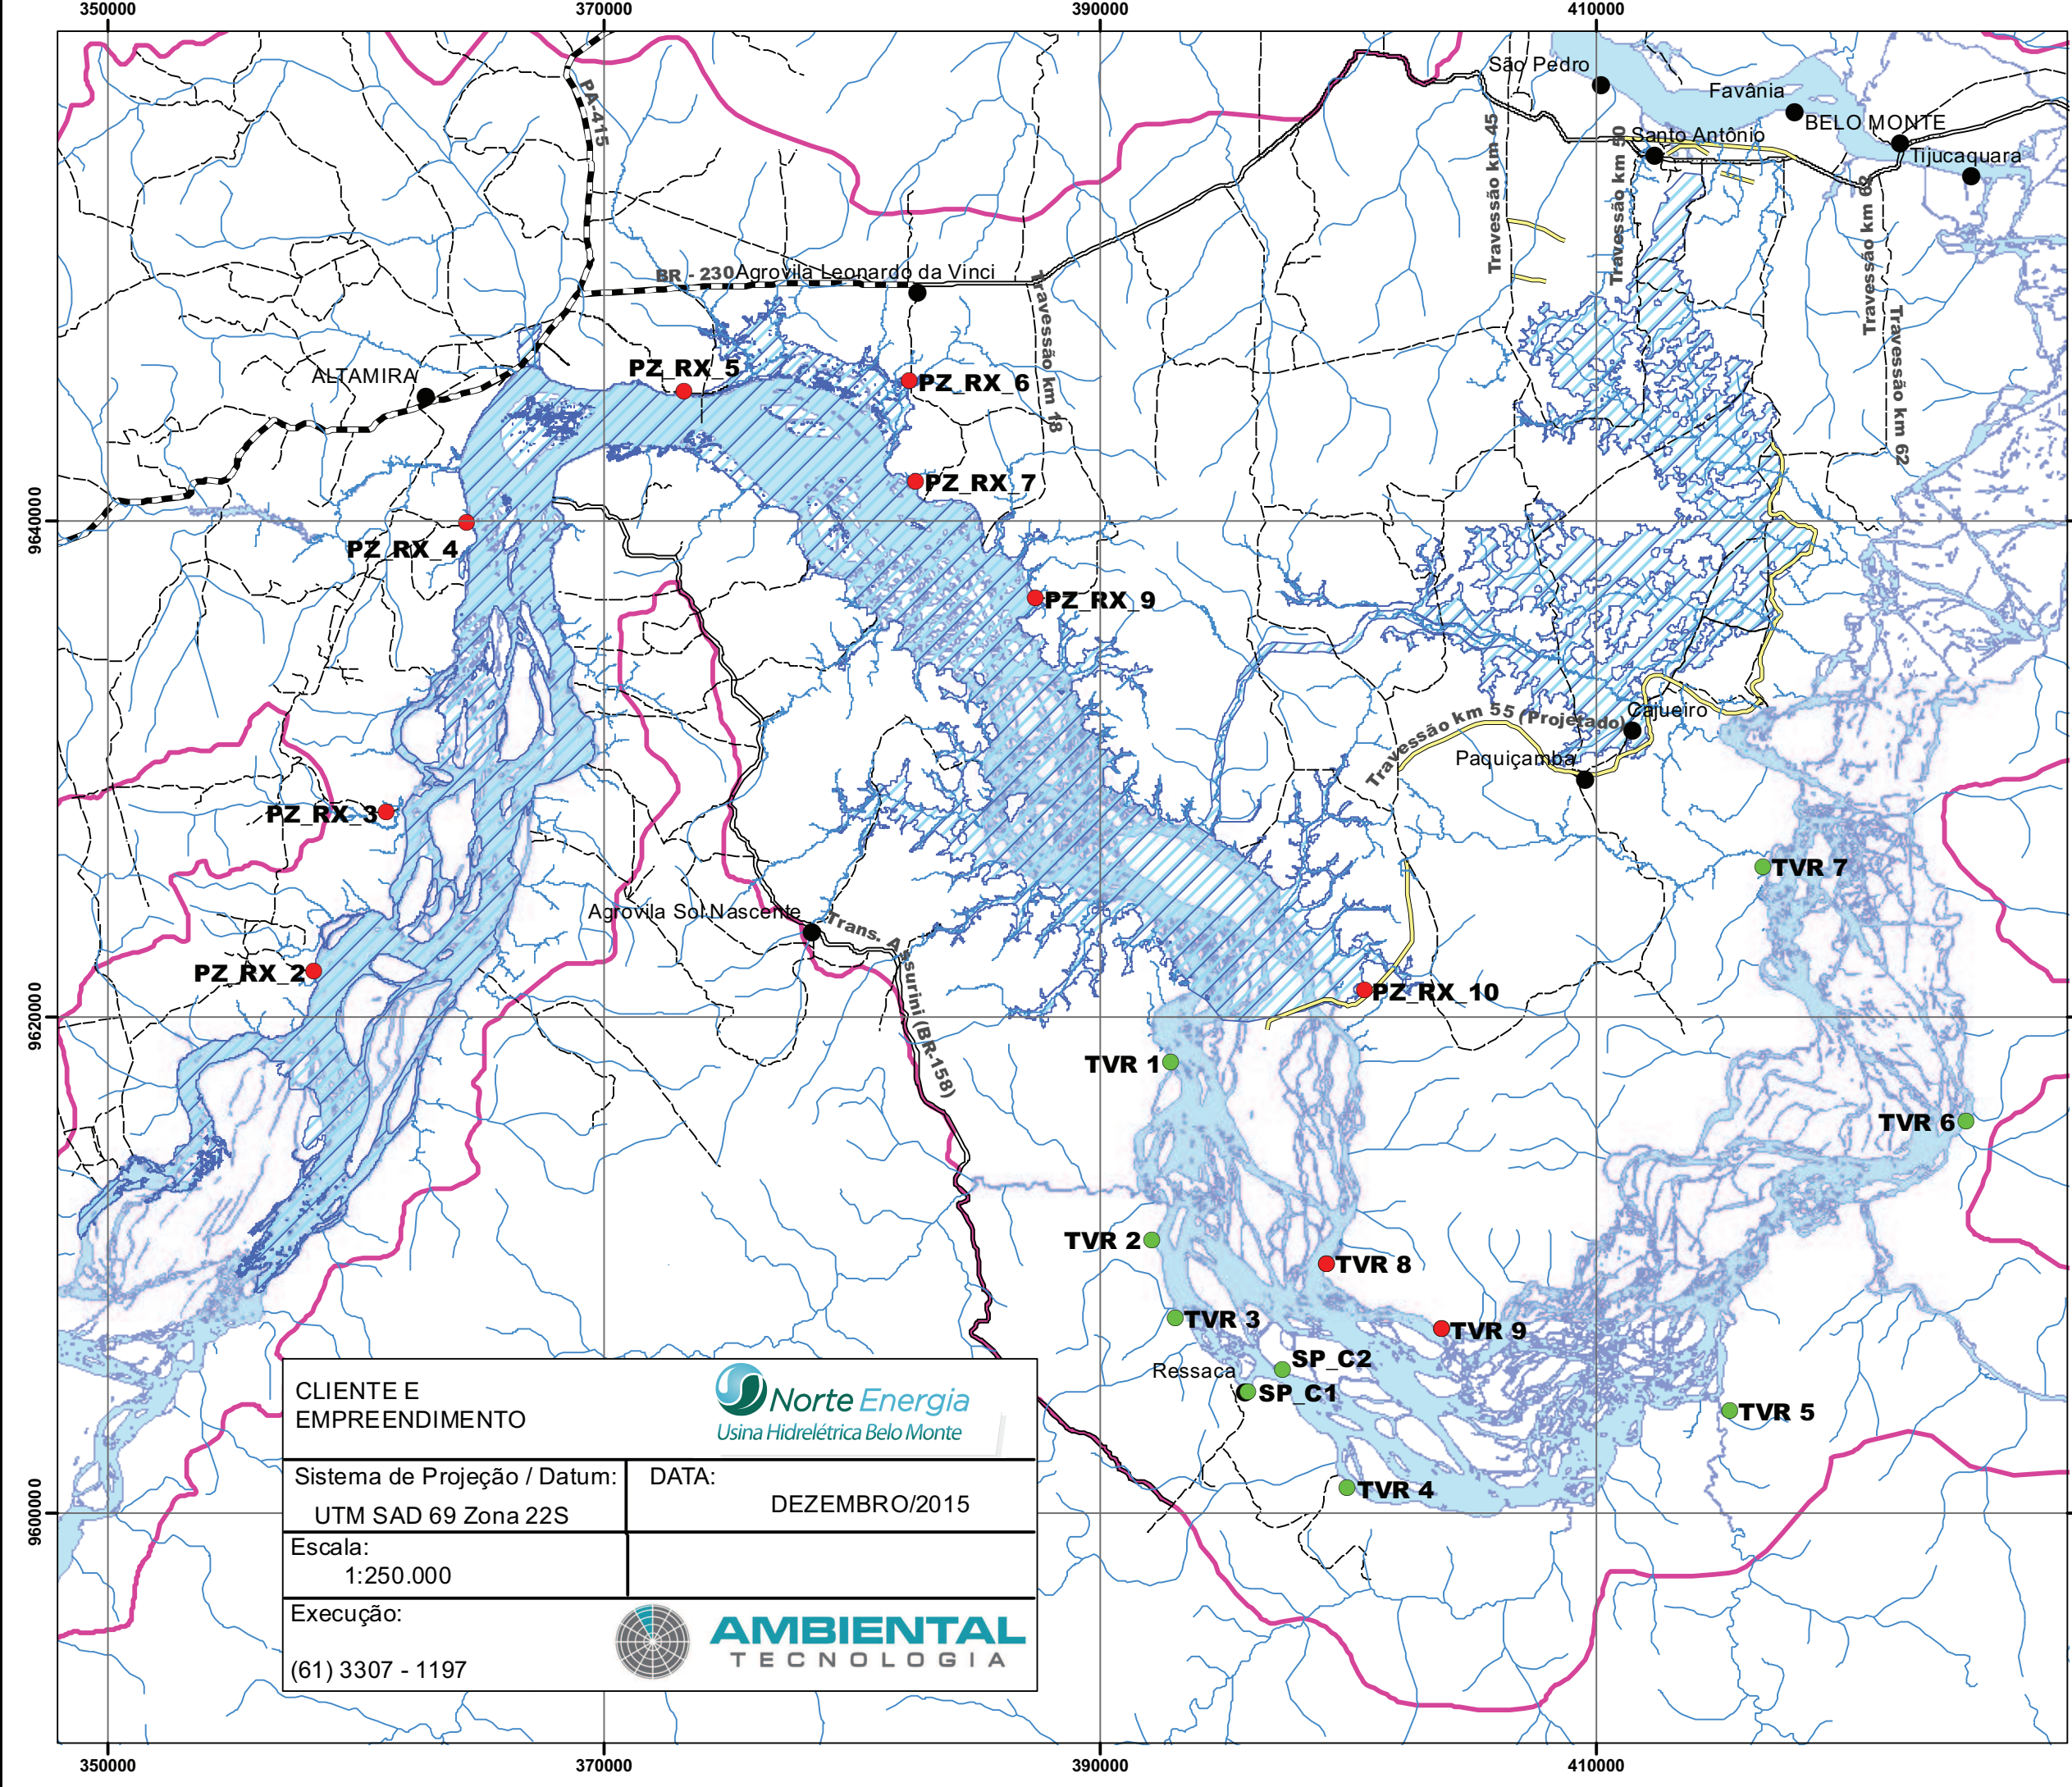 350000
370000
390000
410000
PA-415
São Pedro
Favânia
BELO MONTE
Santo Antônio
Tijucaquara
Travessão km 45
Travessão km 50
Travessão km
Travessão km 62
BR - 230
Agrovila Leonardo da Vinci
Travessão km 18
ALTAMIRA
PZ_RX_5
PZ_RX_6
PZ_RX_7
9640000
PZ_RX_4
PZ_RX_9
Cajueiro
Travessão km 55 (Projetado)
Paquiçamba
PZ_RX_3
TVR 7
Agrovila Sol Nascente
Trans. Assurini (BR-158)
PZ_RX_2
PZ_RX_10
9620000
TVR 1
TVR 6
TVR 2
TVR 8
TVR 3
TVR 9
SP_C2
Ressaca
SP_C1
TVR 5
TVR 4
9600000
CLIENTE E
EMPREENDIMENTO
Norte Energia
Usina Hidrelétrica Belo Monte
Sistema de Projeção / Datum:
UTM SAD 69 Zona 22S
DATA:
DEZEMBRO/2015
Escala:
1:250.000
Execução:
(61) 3307 - 1197
AMBIENTAL
TECNOLOGIA
350000
370000
390000
410000